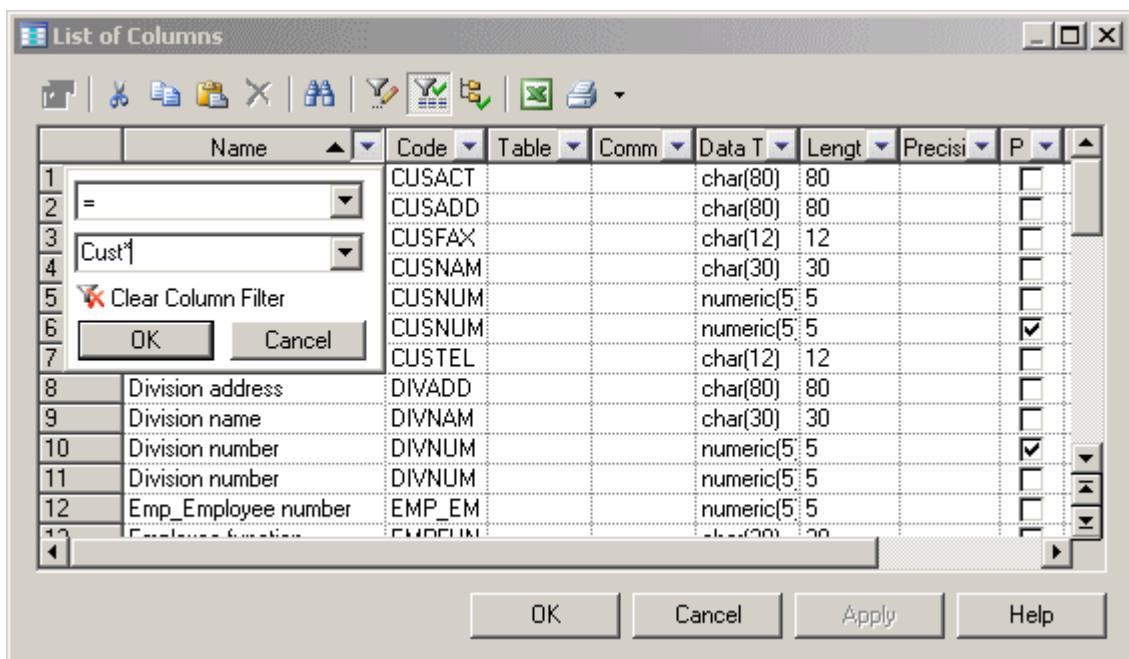 List of Columns
Name Code Table Comm Data T Lengt Precisi P
1 CUSACT char(80) 80
2 = CUSADD char(80) 80
3 Cust* CUSFAX char(12) 12
4 CUSNAM char(30) 30
5 Clear Column Filter CUSNUM numeric(5 5
6 OK Cancel CUSNUM numeric(5 5
7 CUSTEL char(12) 12
8 Division address DIVADD char(80) 80
9 Division name DIVNAM char(30) 30
10 Division number DIVNUM numeric(5 5
11 Division number DIVNUM numeric(5 5
12 Emp_Employee number EMP_EM numeric(5 5
OK Cancel Apply Help